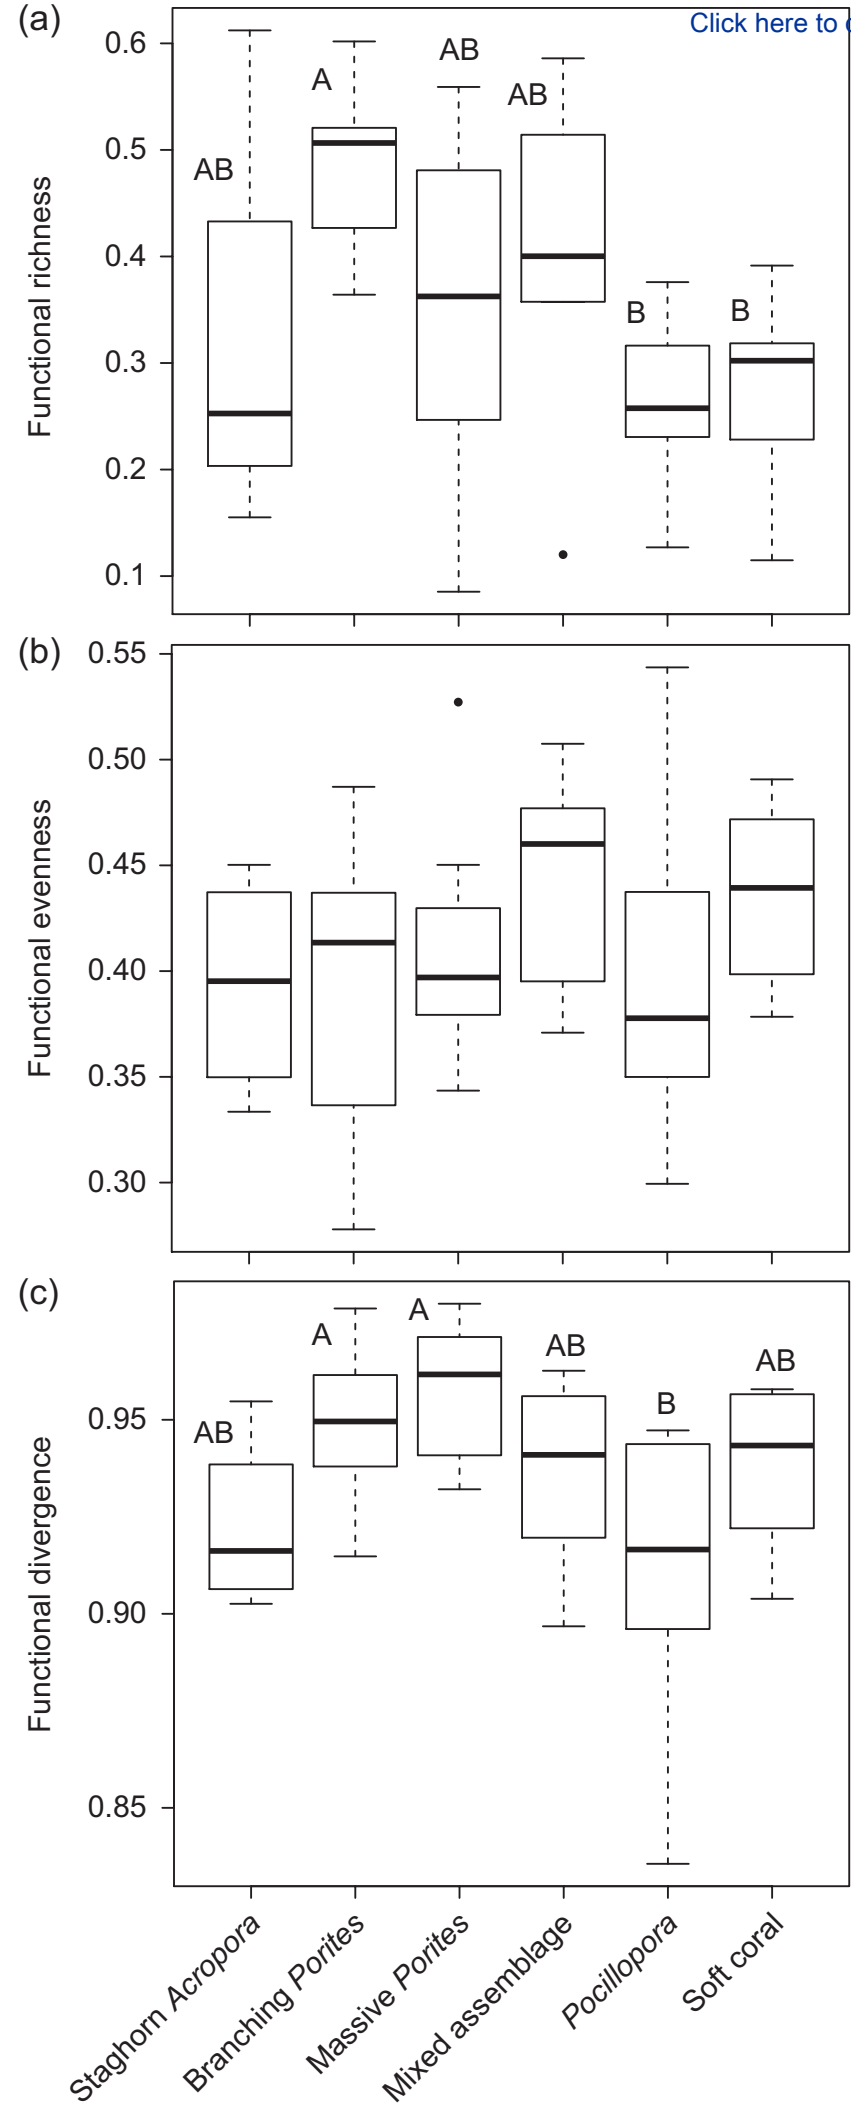 (a)
Click here to
Functional richness
0.6
0.5
0.4
0.3
0.2
0.1
AB
A
AB
AB
B
B
(b)
Functional evenness
0.55
0.50
0.45
0.40
0.35
0.30
(c)
Functional divergence
0.95
0.90
0.85
AB
A
A
AB
B
AB
Staghorn Acropora
Branching Porites
Massive Porites
Mixed assemblage
Pocillopora
Soft coral